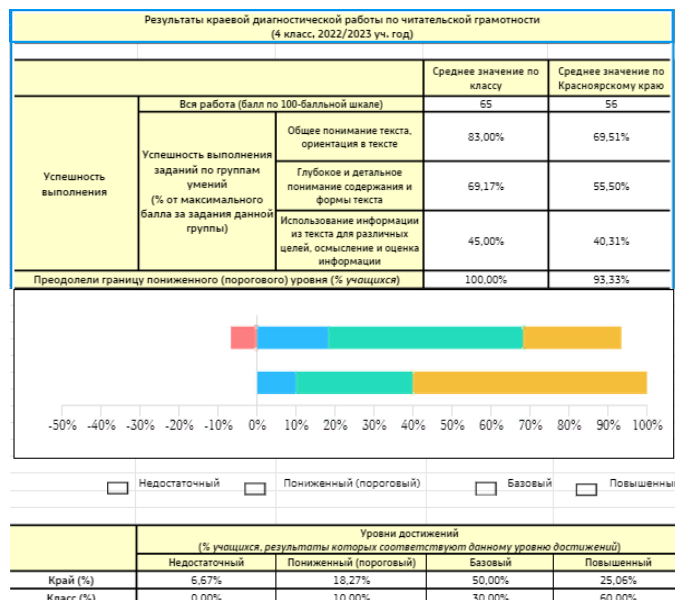 Результаты краевой диагностической работы по читательской грамотности
(4 класс, 2022/2023 уч. год)
Среднее значение по классу
Среднее значение по Красноярскому краю
Успешность выполнения
Вся работа (балл по 100-балльной шкале)
65
56
Успешность выполнения заданий по группам умений
(% от максимального балла за задания данной группы)
Общее понимание текста, ориентация в тексте
83,00%
69,51%
Глубокое и детальное понимание содержания и формы текста
69,17%
55,50%
Использование информации из текста для различных целей, осмысление и оценка информации
45,00%
40,31%
Преодолели границу пониженного (порогового) уровня (% учащихся)
100,00%
93,33%
-50% -40% -30% -20% -10% 0% 10% 20% 30% 40% 50% 60% 70% 80% 90% 100%
Недостаточный
Пониженный (пороговый)
Базовый
Повышенны
Уровни достижений
(% учащихся, результаты которых соответствуют данному уровню достижений)
Недостаточный
Пониженный (пороговый)
Базовый
Повышенный
Край (%)
6,67%
18,27%
50,00%
25,06%
Класс (%)
0,00%
10,00%
30,00%
60,00%